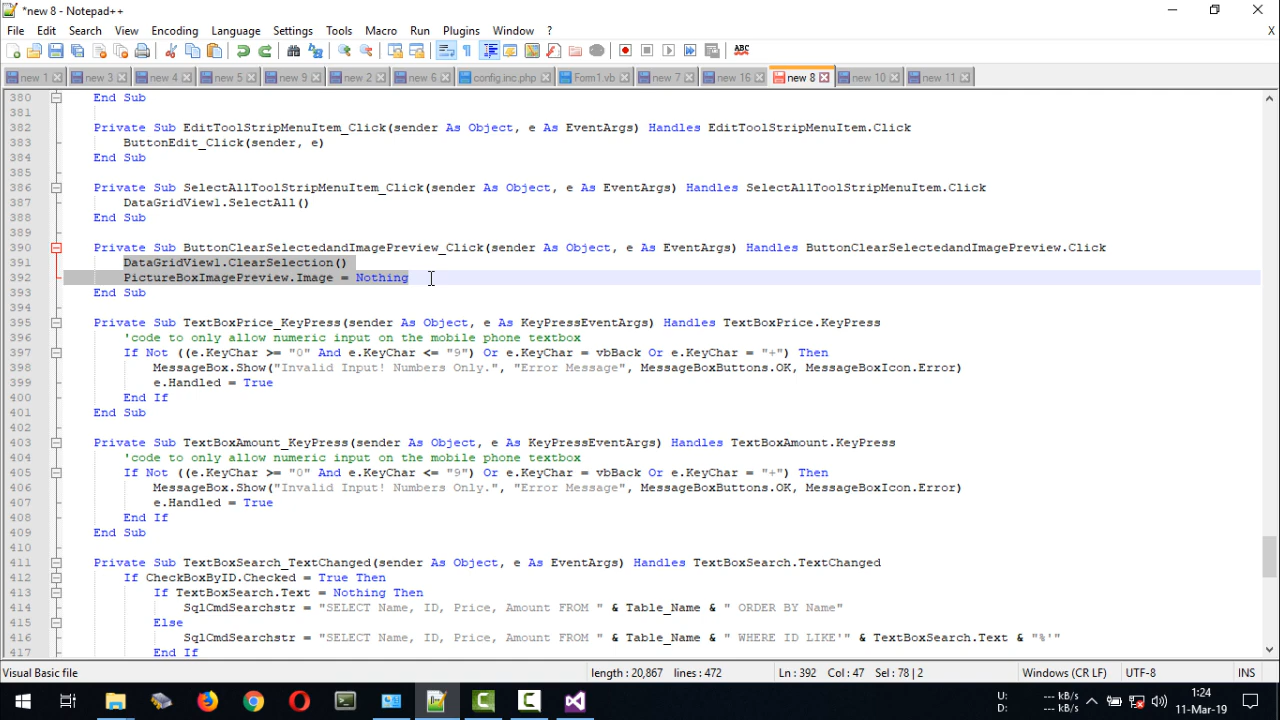 *new 8 - Notepad++
File Edit Search View Encoding Language Settings Tools Macro Run Plugins Window ?
new 1 new 3 new 4 new 5 new 9 new 2 new 6 config.inc.php Form1.vb new 7 new 16 new 8 new 10 new 11
380 End Sub
381
382 Private Sub EditToolStripMenuItem_Click(sender As Object, e As EventArgs) Handles EditToolStripMenuItem.Click
383 ButtonEdit_Click(sender, e)
384 End Sub
385
386 Private Sub SelectAllToolStripMenuItem_Click(sender As Object, e As EventArgs) Handles SelectAllToolStripMenuItem.Click
387 DataGridView1.SelectAll()
388 End Sub
389
390 Private Sub ButtonClearSelectedandImagePreview_Click(sender As Object, e As EventArgs) Handles ButtonClearSelectedandImagePreview.Click
391 DataGridView1.ClearSelection()
392 PictureBoxImagePreview.Image = Nothing
393 End Sub
394
395 Private Sub TextBoxPrice_KeyPress(sender As Object, e As KeyPressEventArgs) Handles TextBoxPrice.KeyPress
396 'code to only allow numeric input on the mobile phone textbox
397 If Not ((e.KeyChar >= "0" And e.KeyChar <= "9") Or e.KeyChar = vbBack Or e.KeyChar = "+") Then
398 MessageBox.Show("Invalid Input! Numbers Only.", "Error Message", MessageBoxButtons.OK, MessageBoxIcon.Error)
399 e.Handled = True
400 End If
401 End Sub
402
403 Private Sub TextBoxAmount_KeyPress(sender As Object, e As KeyPressEventArgs) Handles TextBoxAmount.KeyPress
404 'code to only allow numeric input on the mobile phone textbox
405 If Not ((e.KeyChar >= "0" And e.KeyChar <= "9") Or e.KeyChar = vbBack Or e.KeyChar = "+") Then
406 MessageBox.Show("Invalid Input! Numbers Only.", "Error Message", MessageBoxButtons.OK, MessageBoxIcon.Error)
407 e.Handled = True
408 End If
409 End Sub
410
411 Private Sub TextBoxSearch_TextChanged(sender As Object, e As EventArgs) Handles TextBoxSearch.TextChanged
412 If CheckBoxByID.Checked = True Then
413 If TextBoxSearch.Text = Nothing Then
414 SqlCmdSearchstr = "SELECT Name, ID, Price, Amount FROM " & Table_Name & " ORDER BY Name"
415 Else
416 SqlCmdSearchstr = "SELECT Name, ID, Price, Amount FROM " & Table_Name & " WHERE ID LIKE'" & TextBoxSearch.Text & "%'"
417 End If
Visual Basic file length : 20,867 lines : 472 Ln : 392 Col : 47 Sel : 78 | 2 Windows (CR LF) UTF-8 INS
U: --- kB/s
D: --- kB/s
1:24
11-Mar-19